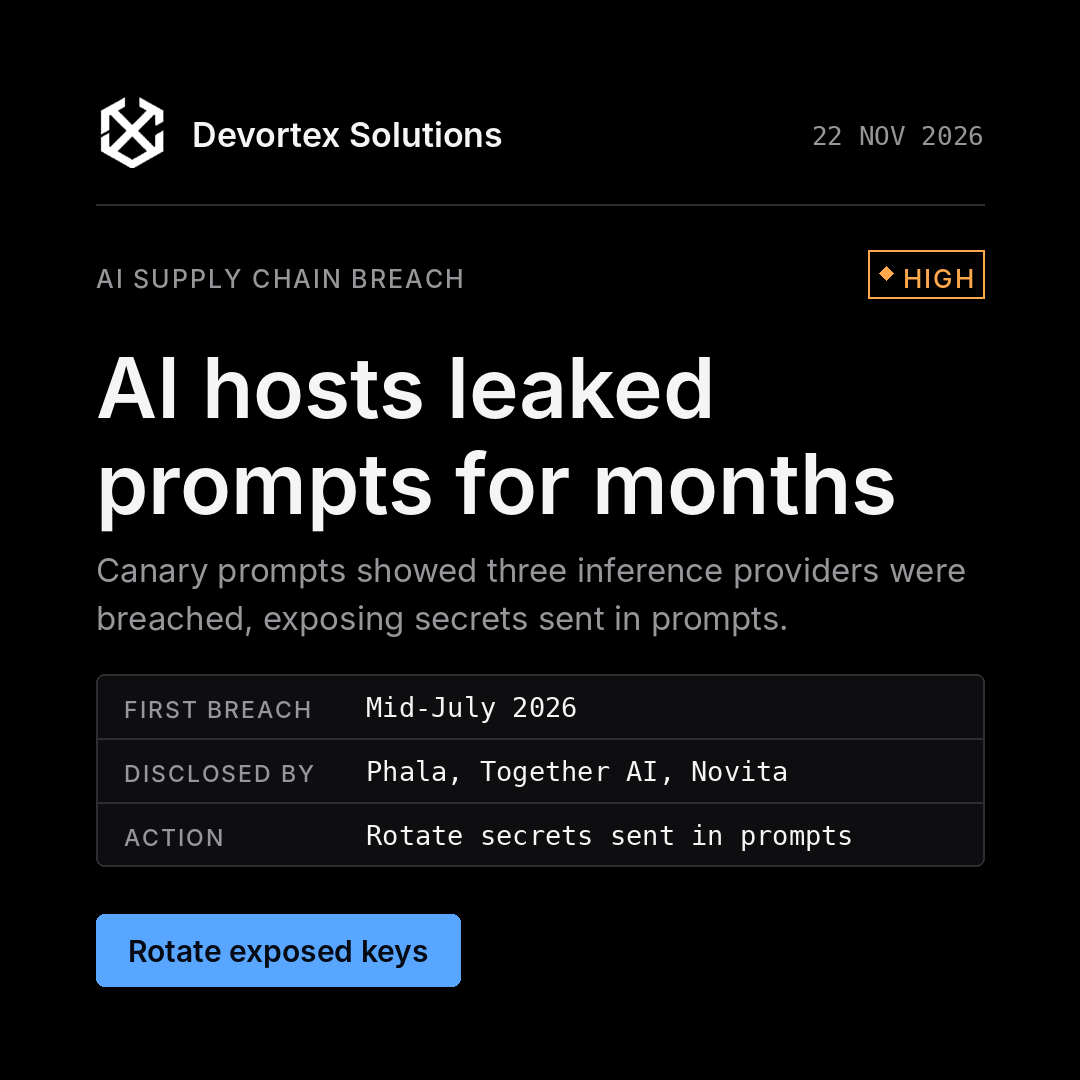 Devortex Solutions
22 NOV 2026
AI SUPPLY CHAIN BREACH
HIGH
AI hosts leaked
prompts for months
Canary prompts showed three inference providers were
breached, exposing secrets sent in prompts.
FIRST BREACH Mid-July 2026
DISCLOSED BY Phala, Together AI, Novita
ACTION Rotate secrets sent in prompts
Rotate exposed keys